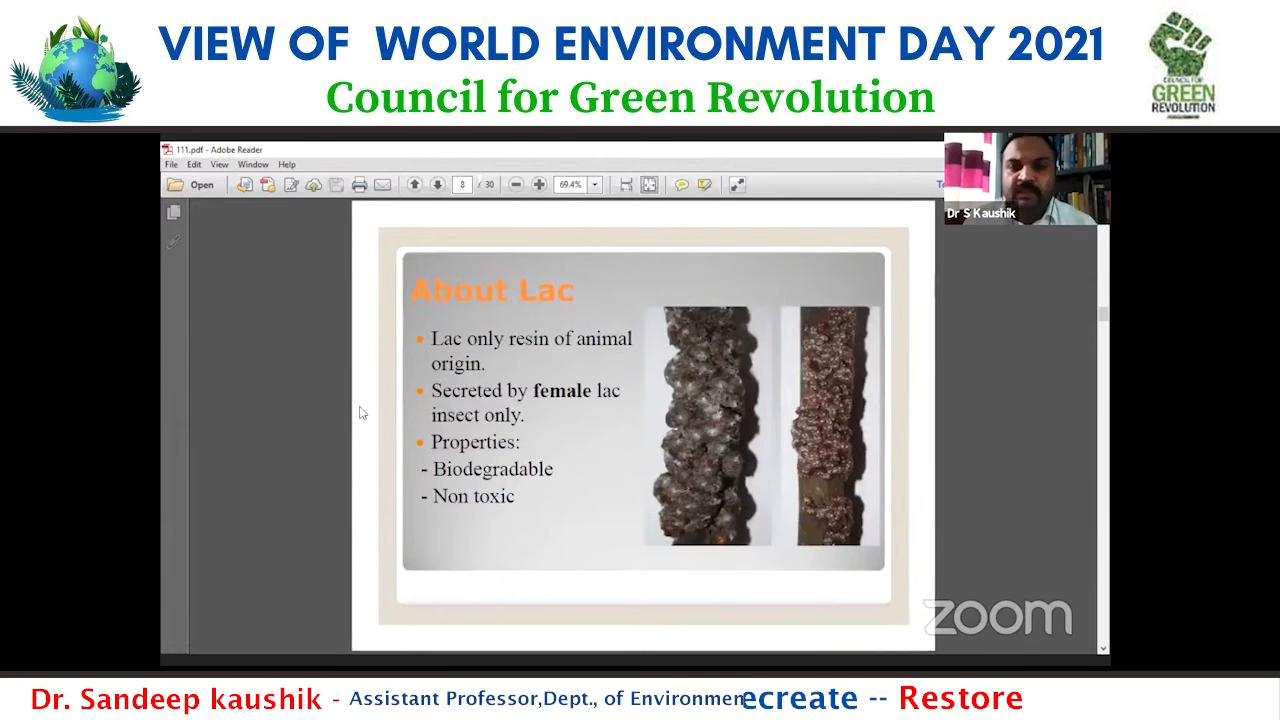 VIEW OF WORLD ENVIRONMENT DAY 2021
Council for Green Revolution
COUNCIL FOR
GREEN
REVOLUTION
111.pdf - Adobe Reader
File Edit View Window Help
Open 8 / 30 69.4%
Dr S Kaushik
About Lac
• Lac only resin of animal
origin.
• Secreted by female lac
insect only.
• Properties:
- Biodegradable
- Non toxic
zoom
Dr. Sandeep kaushik - Assistant Professor,Dept., of Environmen ecreate -- Restore